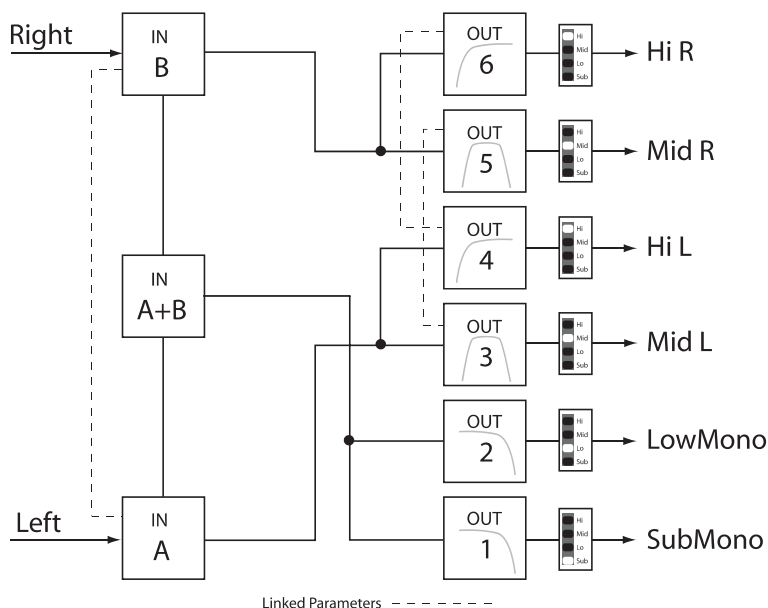 Right
IN
B
OUT
6
Hi
Mid
Lo
Sub
Hi R
OUT
5
Hi
Mid
Lo
Sub
Mid R
IN
A+B
OUT
4
Hi
Mid
Lo
Sub
Hi L
OUT
3
Hi
Mid
Lo
Sub
Mid L
OUT
2
Hi
Mid
Lo
Sub
LowMono
Left
IN
A
OUT
1
Hi
Mid
Lo
Sub
SubMono
Linked Parameters